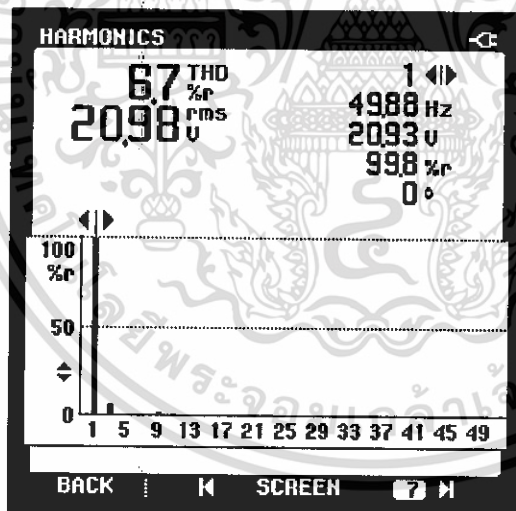 HARMONICS
6.7 THD %r
20.98 rms V
1
49.88 Hz
20.93 V
99.8 %r
0 °
100
%r
50
0
1 5 9 13 17 21 25 29 33 37 41 45 49
BACK SCREEN ?